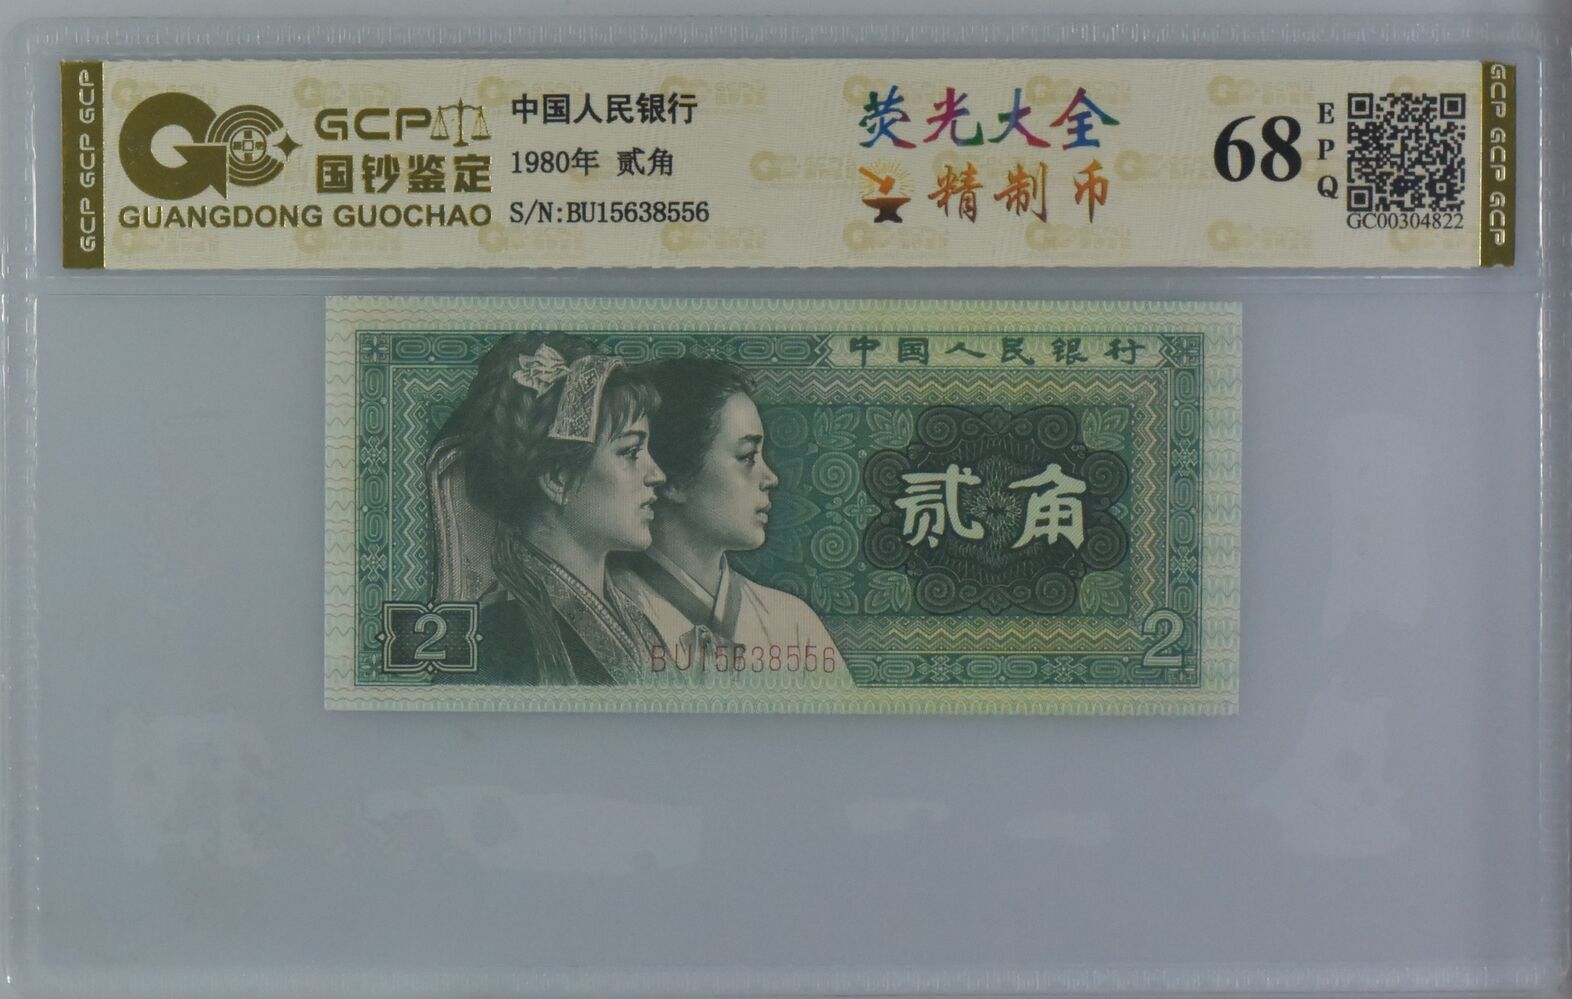 GCP GCP GCP
GCP
国钞鉴定
GUANGDONG GUOCHAO
中国人民银行
1980年 贰角
S/N:BU15638556
荧光大全
精制币
68
EPQ
GC00304822
GCP GCP GCP
中国人民银行
贰角
2
BU15638556
2